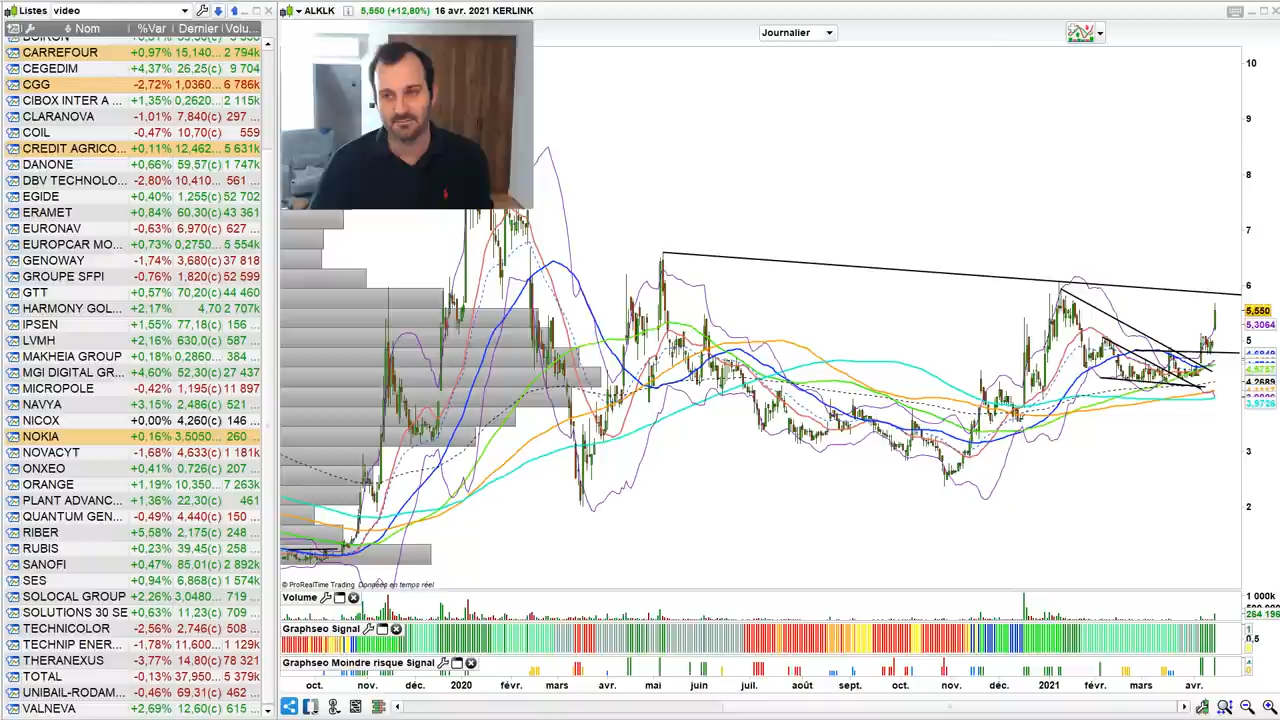 Listes video
ALKLK 5,550 (+12,80%) 16 avr. 2021 KERLINK
Nom %Var Dernier Volu...
Journalier
CARREFOUR +0,97% 15,140... 2 794k
CEGEDIM +4,37% 26,25(c) 9 704
CGG -2,72% 1,0360... 6 786k
CIBOX INTER A ... +1,35% 0,2620... 2 115k
CLARANOVA -1,01% 7,840(c) 297 ...
COIL -0,47% 10,70(c) 559
CREDIT AGRICO... +0,11% 12,462... 5 631k
DANONE +0,66% 59,57(c) 1 747k
DBV TECHNOLO... -2,80% 10,410... 561 ...
EGIDE +0,40% 1,255(c) 52 702
ERAMET +0,84% 60,30(c) 43 361
EURONAV -0,63% 6,970(c) 627 ...
EUROPCAR MO... +0,73% 0,2750... 5 554k
GENOWAY -1,74% 3,680(c) 37 818
GROUPE SFPI -0,76% 1,820(c) 52 599
GTT +0,57% 70,20(c) 44 460
HARMONY GOL... +2,17% 4,70 2 707k
IPSEN +1,55% 77,18(c) 156 ...
LVMH +2,16% 630,0(c) 587 ...
MAKHEIA GROUP +0,18% 0,2860... 384 ...
MGI DIGITAL GR... +4,60% 52,30(c) 27 437
MICROPOLE -0,42% 1,195(c) 11 897
NAVYA +3,15% 2,486(c) 521 ...
NICOX +0,00% 4,260(c) 146 ...
NOKIA +0,16% 3,5050... 260 ...
NOVACYT -1,68% 4,633(c) 1 181k
ONXEO +0,41% 0,726(c) 207 ...
ORANGE +1,19% 10,350... 7 263k
PLANT ADVANC... +1,36% 22,30(c) 461
QUANTUM GEN... -0,49% 4,440(c) 150 ...
RIBER +5,58% 2,175(c) 248 ...
RUBIS +0,23% 39,45(c) 258 ...
SANOFI +0,47% 85,01(c) 2 892k
SES +0,94% 6,868(c) 1 574k
SOLOCAL GROUP +2,26% 3,0480... 719 ...
SOLUTIONS 30 SE +0,63% 11,23(c) 709 ...
TECHNICOLOR -2,56% 2,746(c) 508 ...
TECHNIP ENER... -1,78% 11,600... 1 129k
THERANEXUS -3,77% 14,80(c) 78 321
TOTAL -0,13% 37,950... 5 379k
UNIBAIL-RODAM... -0,46% 69,31(c) 462 ...
VALNEVA +2,69% 12,60(c) 615 ...
10
9
8
7
6
5,550
5,3064
5
4,2689
3,9726
3
2
© ProRealTime Trading Données en temps réel
Volume
1 000k
264 196
Graphseo Signal
1
0,5
Graphseo Moindre risque Signal
oct. nov. déc. 2020 févr. mars avr. mai juin juil. août sept. oct. nov. déc. 2021 févr. mars avr.